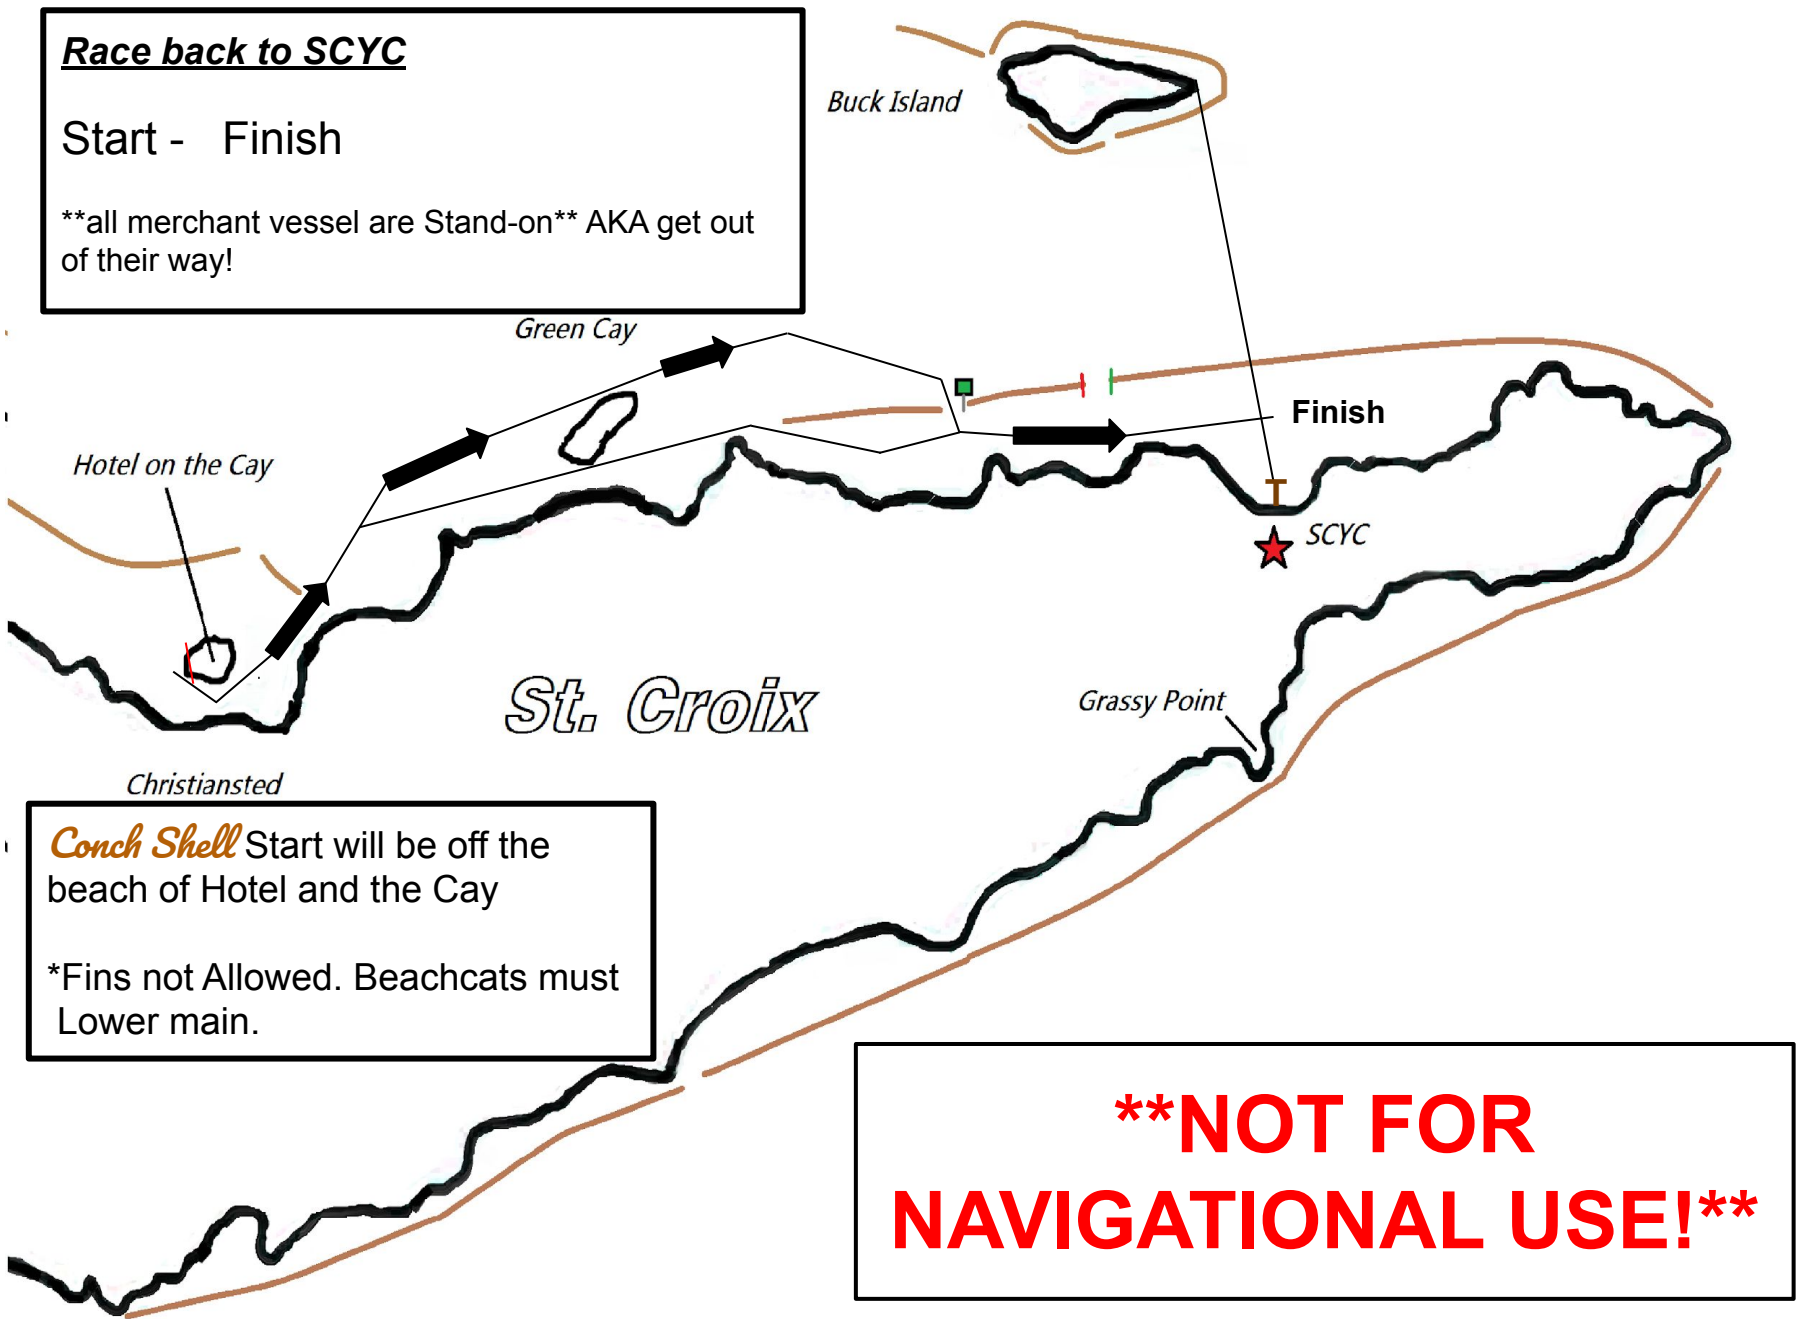 Race back to SCYC
Start -   Finish
**all merchant vessel are Stand-on** AKA get out
of their way!
Buck Island
Green Cay
Finish
Hotel on the Cay
SCYC
St. Croix
Grassy Point
Christiansted
Conch Shell Start will be off the
beach of Hotel and the Cay
*Fins not Allowed. Beachcats must
Lower main.
**NOT FOR
NAVIGATIONAL USE!**